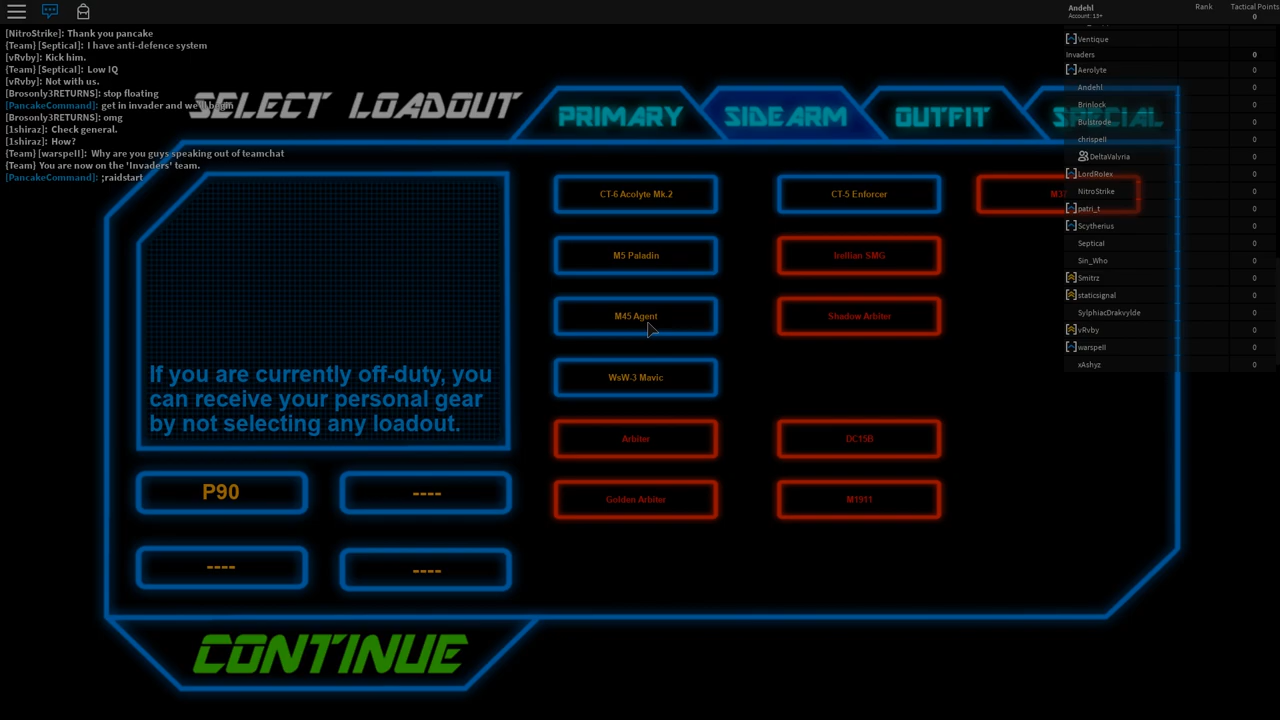 Andehl
Account: 13+
Rank
Tactical Points
0
[NitroStrike]: Thank you pancake
{Team} [Septical]: I have anti-defence system
[vRvby]: Kick him.
{Team} [Septical]: Low IQ
[vRvby]: Not with us.
[Brosonly3RETURNS]: stop floating
[PancakeCommand]: get in invader and we'll begin
[Brosonly3RETURNS]: omg
[1shiraz]: Check general.
[1shiraz]: How?
{Team} [warspell]: Why are you guys speaking out of teamchat
{Team} You are now on the 'Invaders' team.
[PancakeCommand]: ;raidstart
SELECT LOADOUT
PRIMARY
SIDEARM
OUTFIT
SPECIAL
If you are currently off-duty, you
can receive your personal gear
by not selecting any loadout.
P90
----
----
----
CONTINUE
CT-6 Acolyte Mk.2
CT-5 Enforcer
M5 Paladin
Irellian SMG
M45 Agent
Shadow Arbiter
WsW-3 Mavic
Arbiter
DC15B
Golden Arbiter
M1911
Ventique
Invaders 0
Aerolyte 0
Andehl 0
Brinlock 0
Bulstrode 0
chrispell 0
DeltaValyria 0
LordRolex 0
NitroStrike 0
patri_t 0
Scytherius 0
Septical 0
Sin_Who 0
Smitrz 0
staticsignal 0
SylphiacDrakvylde 0
vRvby 0
warspell 0
xAshyz 0